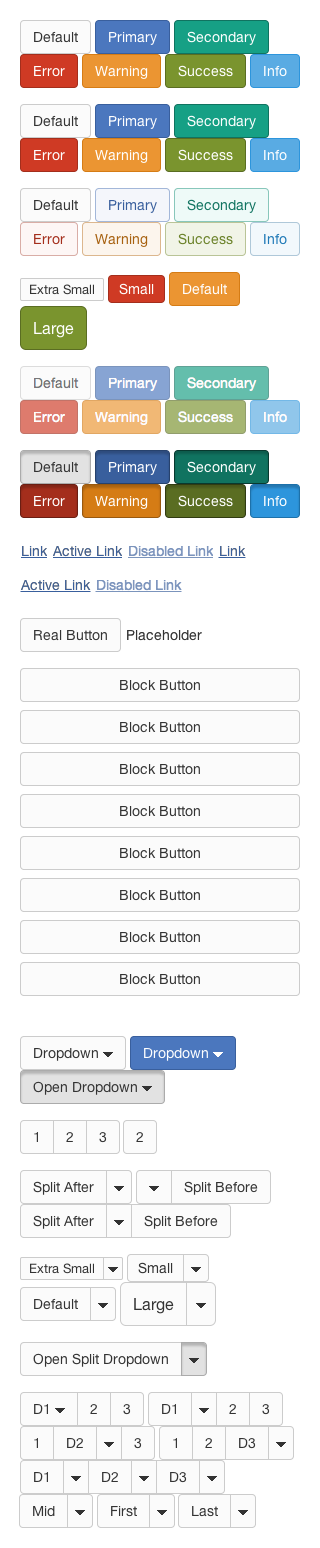 Default Primary Secondary
Error Warning Success Info
Default Primary Secondary
Error Warning Success Info
Default Primary Secondary
Error Warning Success Info
Extra Small Small Default
Large
Default Primary Secondary
Error Warning Success Info
Default Primary Secondary
Error Warning Success Info
Link Active Link Disabled Link Link
Active Link Disabled Link
Real Button Placeholder
Block Button
Block Button
Block Button
Block Button
Block Button
Block Button
Block Button
Block Button
Dropdown Dropdown
Open Dropdown
1 2 3 2
Split After Split Before
Split After Split Before
Extra Small Small
Default Large
Open Split Dropdown
D1 2 3 D1 2 3
1 D2 3 1 2 D3
D1 D2 D3
Mid First Last